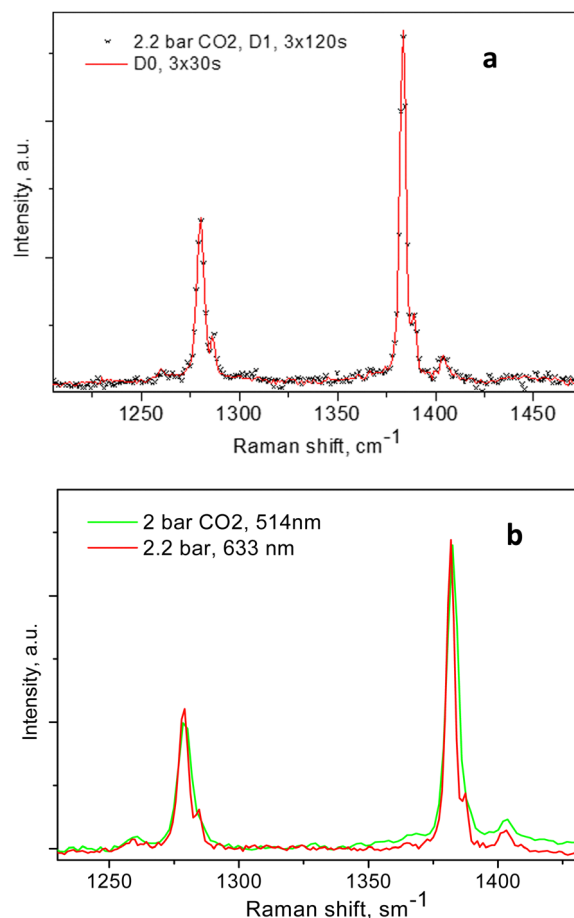 2.2 bar CO2, D1, 3x120s
D0, 3x30s
a
Intensity, a.u.
1250 1300 1350 1400 1450
Raman shift, cm-1
2 bar CO2, 514nm
2.2 bar, 633 nm
b
Intensity, a.u.
1250 1300 1350 1400
Raman shift, sm-1